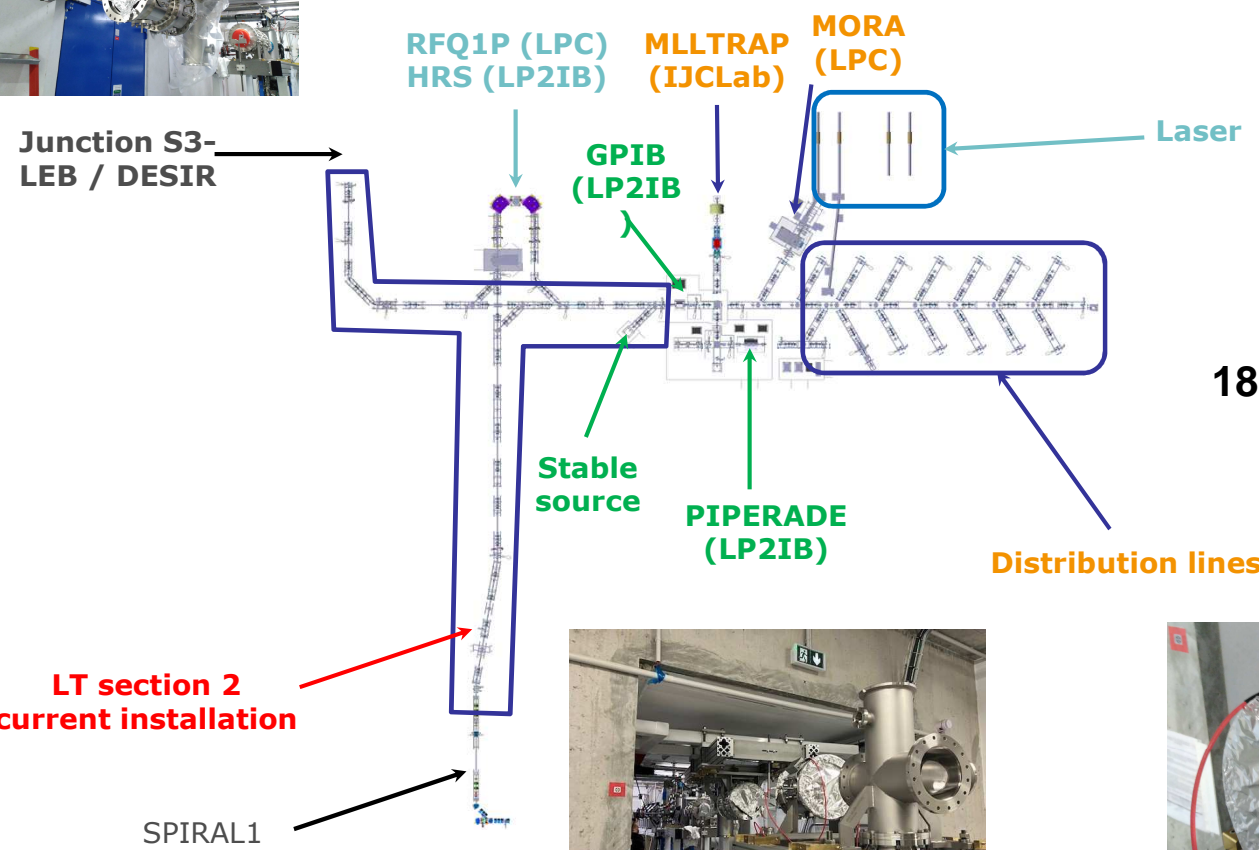 RFQ1P (LPC)
HRS (LP2IB)
MLLTRAP
(IJCLab)
MORA
(LPC)
Laser
Junction S3-
LEB / DESIR
GPIB
(LP2IB
)
18
Stable
source
PIPERADE
(LP2IB)
Distribution lines
LT section 2
current installation
SPIRAL1